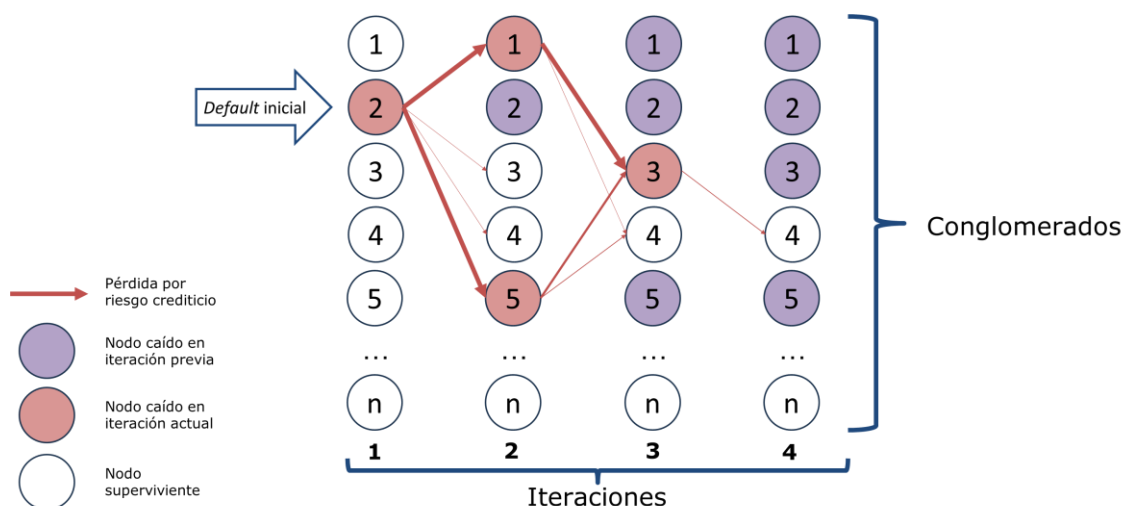 1 1 1 1
Default inicial
2 2 2 2
3 3 3 3
4 4 4 4
Conglomerados
5 5 5 5
... ... ... ...
n n n n
1 2 3 4
Iteraciones
Pérdida por
riesgo crediticio
Nodo caído en
iteración previa
Nodo caído en
iteración actual
Nodo
superviviente